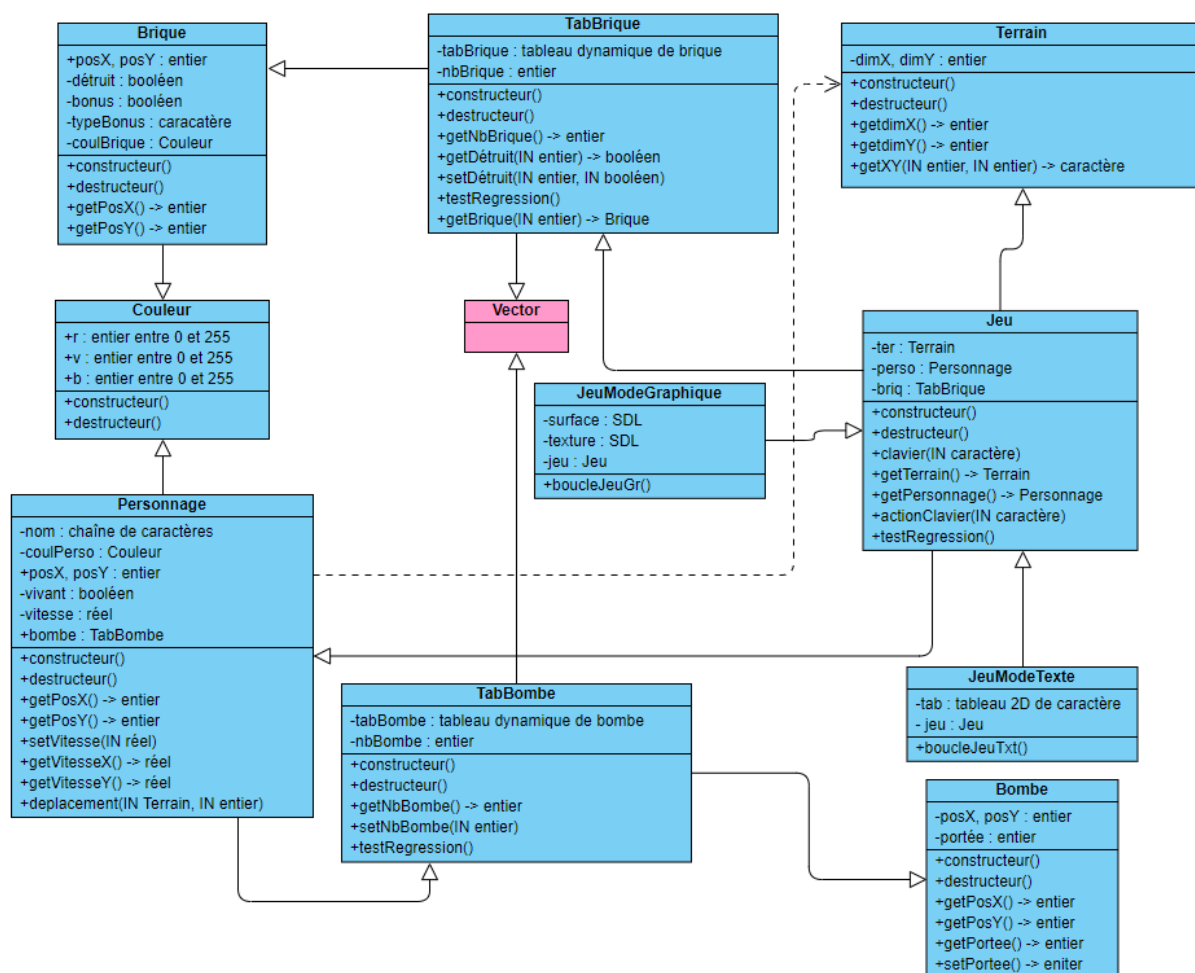 Brique
+posX, posY : entier
-détruit : booléen
-bonus : booléen
-typeBonus : caracatère
-coulBrique : Couleur
+constructeur()
+destructeur()
+getPosX() -> entier
+getPosY() -> entier
TabBrique
-tabBrique : tableau dynamique de brique
-nbBrique : entier
+constructeur()
+destructeur()
+getNbBrique() -> entier
+getDétruit(IN entier) -> booléen
+setDétruit(IN entier, IN booléen)
+testRegression()
+getBrique(IN entier) -> Brique
Terrain
-dimX, dimY : entier
+constructeur()
+destructeur()
+getdimX() -> entier
+getdimY() -> entier
+getXY(IN entier, IN entier) -> caractère
Couleur
+r : entier entre 0 et 255
+v : entier entre 0 et 255
+b : entier entre 0 et 255
+constructeur()
+destructeur()
Vector
JeuModeGraphique
-surface : SDL
-texture : SDL
-jeu : Jeu
+boucleJeuGr()
Jeu
-ter : Terrain
-perso : Personnage
-briq : TabBrique
+constructeur()
+destructeur()
+clavier(IN caractère)
+getTerrain() -> Terrain
+getPersonnage() -> Personnage
+actionClavier(IN caractère)
+testRegression()
Personnage
-nom : chaîne de caractères
-coulPerso : Couleur
+posX, posY : entier
-vivant : booléen
-vitesse : réel
+bombe : TabBombe
+constructeur()
+destructeur()
+getPosX() -> entier
+getPosY() -> entier
+setVitesse(IN réel)
+getVitesseX() -> réel
+getVitesseY() -> réel
+deplacement(IN Terrain, IN entier)
TabBombe
-tabBombe : tableau dynamique de bombe
-nbBombe : entier
+constructeur()
+destructeur()
+getNbBombe() -> entier
+setNbBombe(IN entier)
+testRegression()
JeuModeTexte
-tab : tableau 2D de caractère
- jeu : Jeu
+boucleJeuTxt()
Bombe
-posX, posY : entier
-portée : entier
+constructeur()
+destructeur()
+getPosX() -> entier
+getPosY() -> entier
+getPortee() -> entier
+setPortee() -> eniter